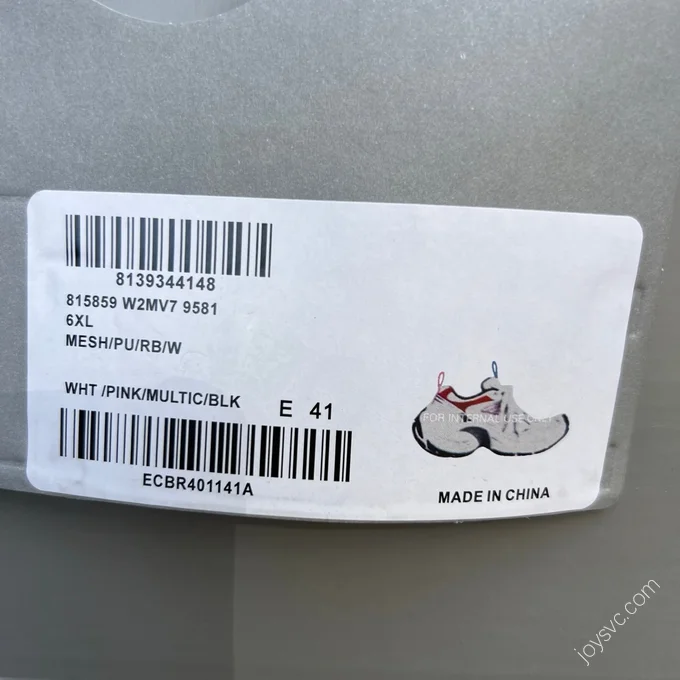 8139344148
815859 W2MV7 9581
6XL
MESH/PU/RB/W
WHT /PINK/MULTIC/BLK
E 41
ECBR401141A
FOR INTERNAL USE ONLY
MADE IN CHINA
joysvc.com